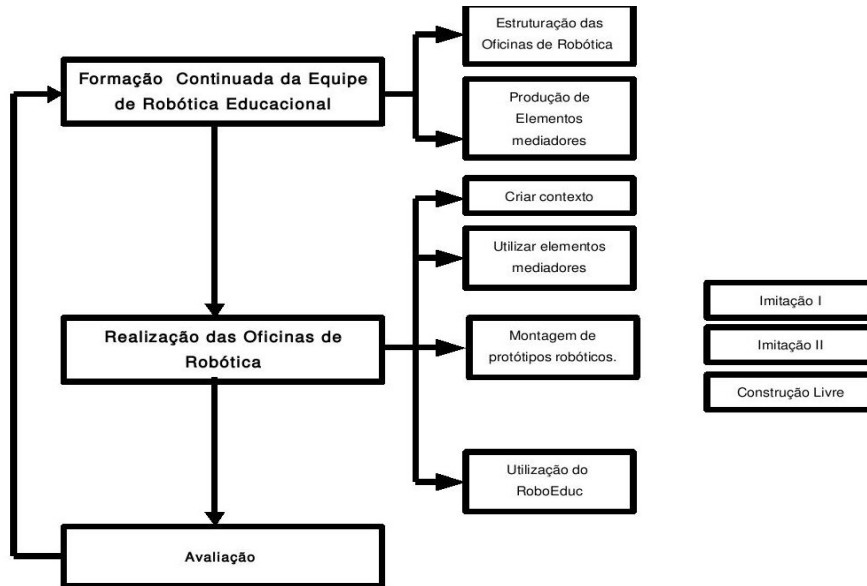 Estruturação das
Oficinas de Robótica
Formação Continuada da Equipe
de Robótica Educacional
Produção de
Elementos
mediadores
Criar contexto
Utilizar elementos
mediadores
Realização das Oficinas de
Robótica
Montagem de
protótipos robóticos.
Imitação I
Imitação II
Construção Livre
Utilização do
RoboEduc
Avaliação